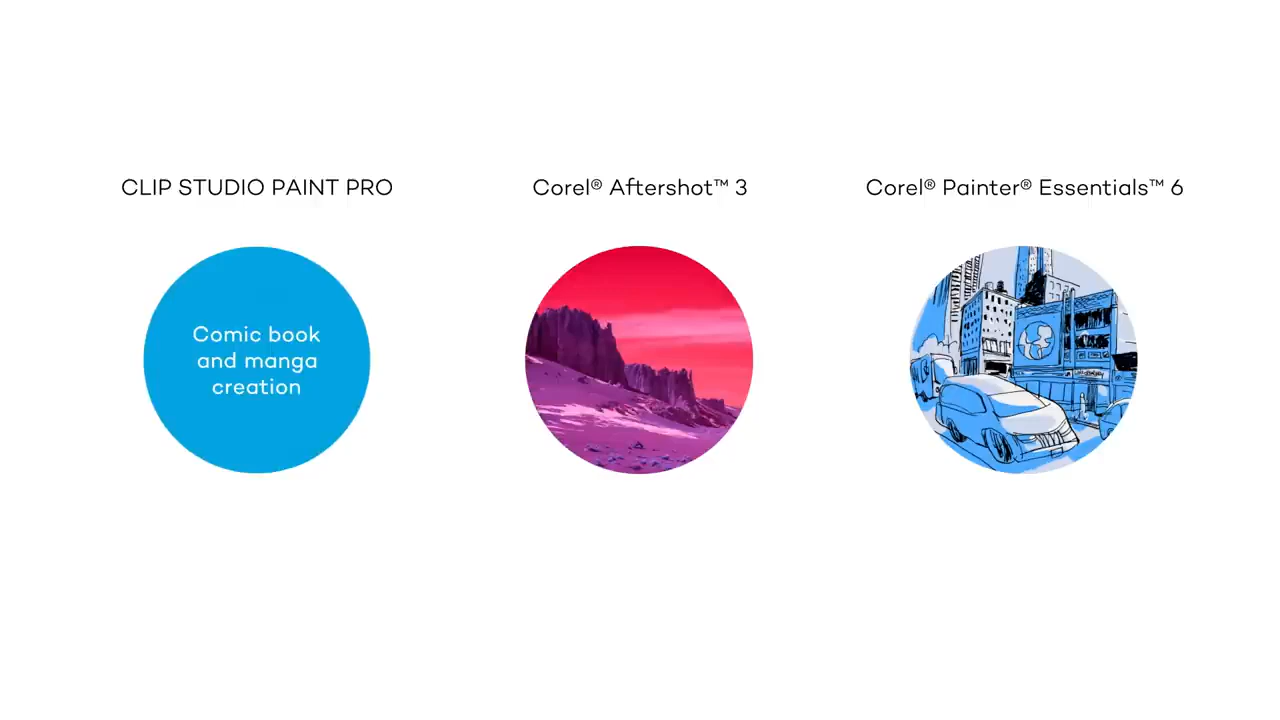 CLIP STUDIO PAINT PRO
Corel® Aftershot™ 3
Corel® Painter® Essentials™ 6
Comic book
and manga
creation